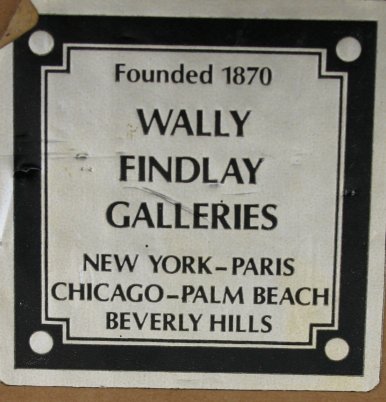 Founded 1870
WALLY
FINDLAY
GALLERIES
NEW YORK–PARIS
CHICAGO–PALM BEACH
BEVERLY HILLS